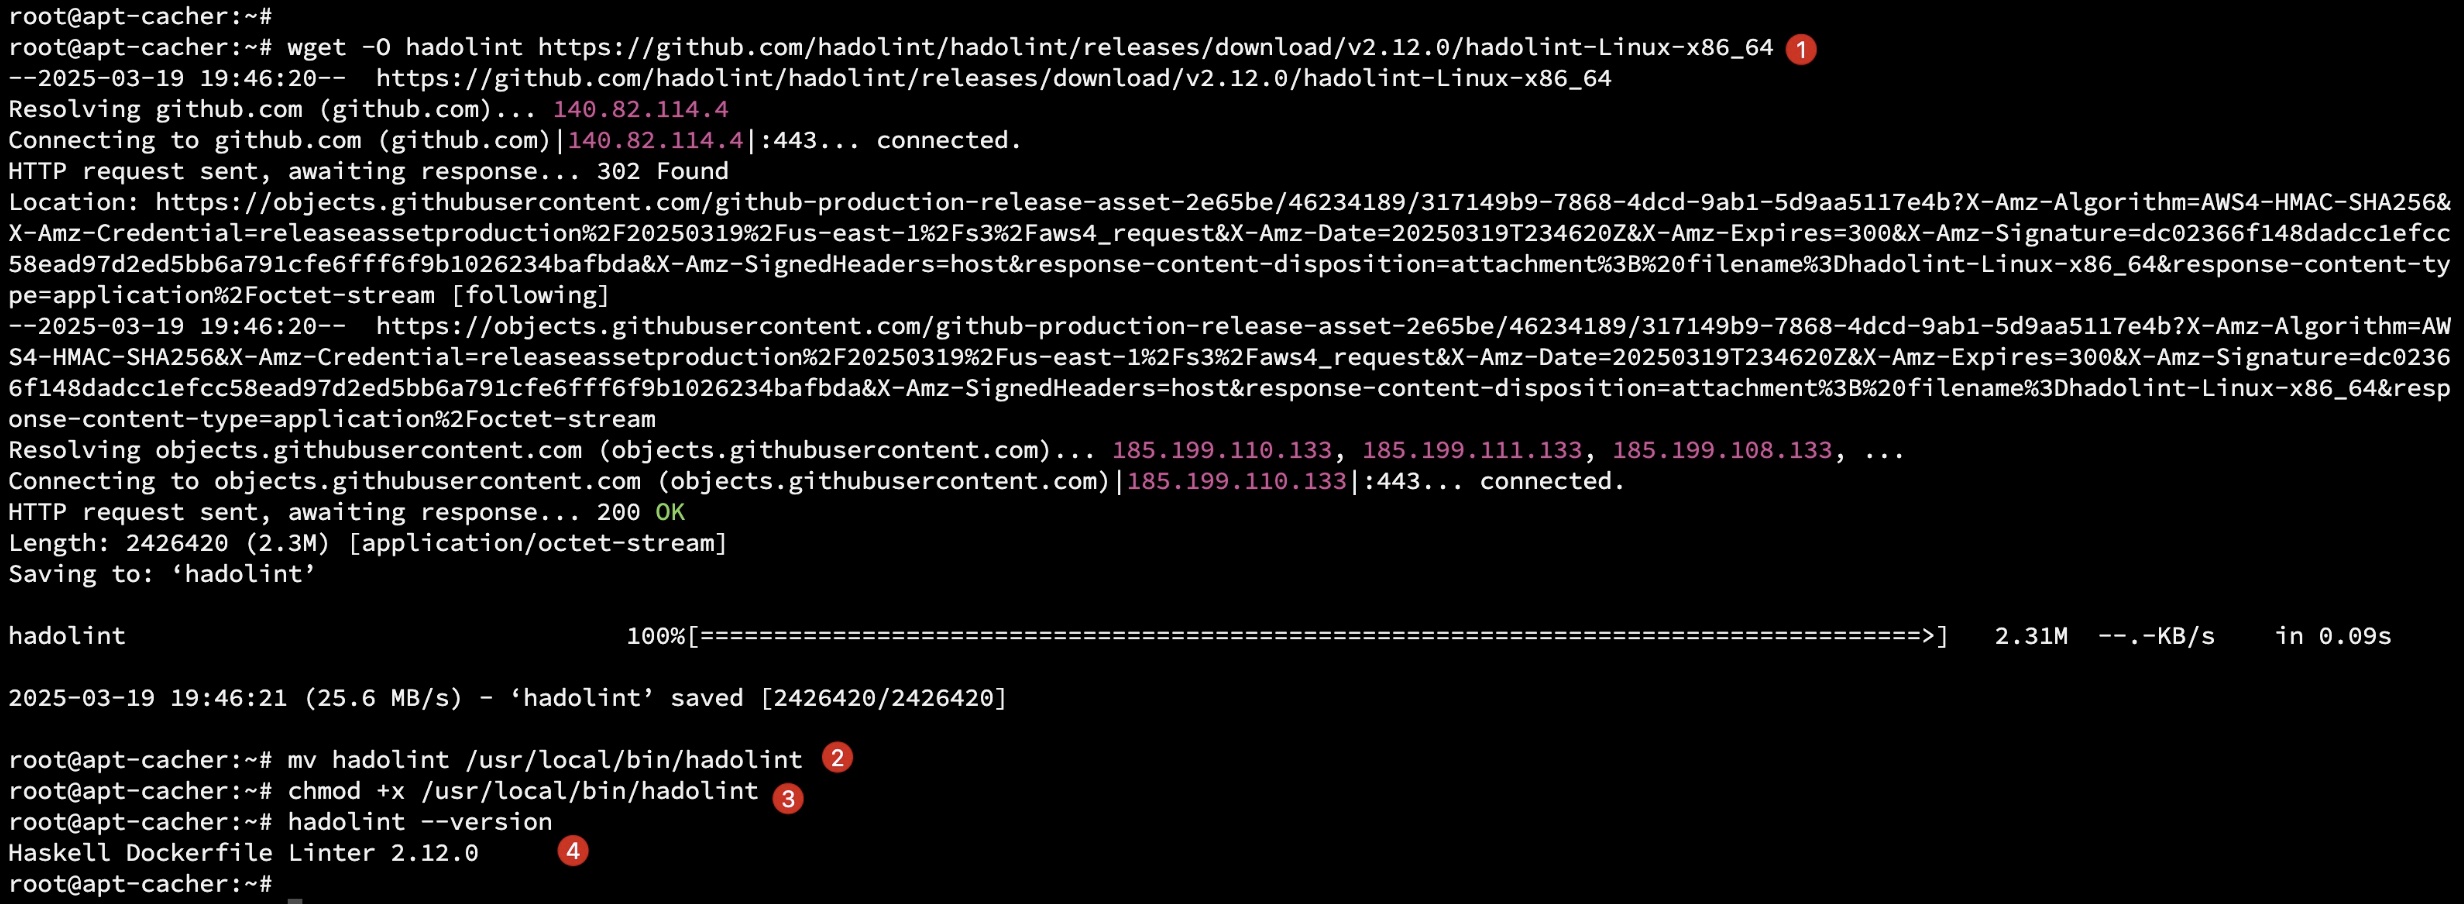 root@apt-cacher:~#
root@apt-cacher:~# wget -O hadolint https://github.com/hadolint/hadolint/releases/download/v2.12.0/hadolint-Linux-x86_64 1
--2025-03-19 19:46:20--  https://github.com/hadolint/hadolint/releases/download/v2.12.0/hadolint-Linux-x86_64
Resolving github.com (github.com)... 140.82.114.4
Connecting to github.com (github.com)|140.82.114.4|:443... connected.
HTTP request sent, awaiting response... 302 Found
Location: https://objects.githubusercontent.com/github-production-release-asset-2e65be/46234189/317149b9-7868-4dcd-9ab1-5d9aa5117e4b?X-Amz-Algorithm=AWS4-HMAC-SHA256&
X-Amz-Credential=releaseassetproduction%2F20250319%2Fus-east-1%2Fs3%2Faws4_request&X-Amz-Date=20250319T234620Z&X-Amz-Expires=300&X-Amz-Signature=dc02366f148dadcc1efcc
58ead97d2ed5bb6a791cfe6fff6f9b1026234bafbda&X-Amz-SignedHeaders=host&response-content-disposition=attachment%3B%20filename%3Dhadolint-Linux-x86_64&response-content-ty
pe=application%2Foctet-stream [following]
--2025-03-19 19:46:20--  https://objects.githubusercontent.com/github-production-release-asset-2e65be/46234189/317149b9-7868-4dcd-9ab1-5d9aa5117e4b?X-Amz-Algorithm=AW
S4-HMAC-SHA256&X-Amz-Credential=releaseassetproduction%2F20250319%2Fus-east-1%2Fs3%2Faws4_request&X-Amz-Date=20250319T234620Z&X-Amz-Expires=300&X-Amz-Signature=dc0236
6f148dadcc1efcc58ead97d2ed5bb6a791cfe6fff6f9b1026234bafbda&X-Amz-SignedHeaders=host&response-content-disposition=attachment%3B%20filename%3Dhadolint-Linux-x86_64&resp
onse-content-type=application%2Foctet-stream
Resolving objects.githubusercontent.com (objects.githubusercontent.com)... 185.199.110.133, 185.199.111.133, 185.199.108.133, ...
Connecting to objects.githubusercontent.com (objects.githubusercontent.com)|185.199.110.133|:443... connected.
HTTP request sent, awaiting response... 200 OK
Length: 2426420 (2.3M) [application/octet-stream]
Saving to: ‘hadolint’
hadolint 100%[===================================================================================>] 2.31M --.-KB/s in 0.09s
2025-03-19 19:46:21 (25.6 MB/s) - ‘hadolint’ saved [2426420/2426420]
root@apt-cacher:~# mv hadolint /usr/local/bin/hadolint 2
root@apt-cacher:~# chmod +x /usr/local/bin/hadolint 3
root@apt-cacher:~# hadolint --version
Haskell Dockerfile Linter 2.12.0 4
root@apt-cacher:~#